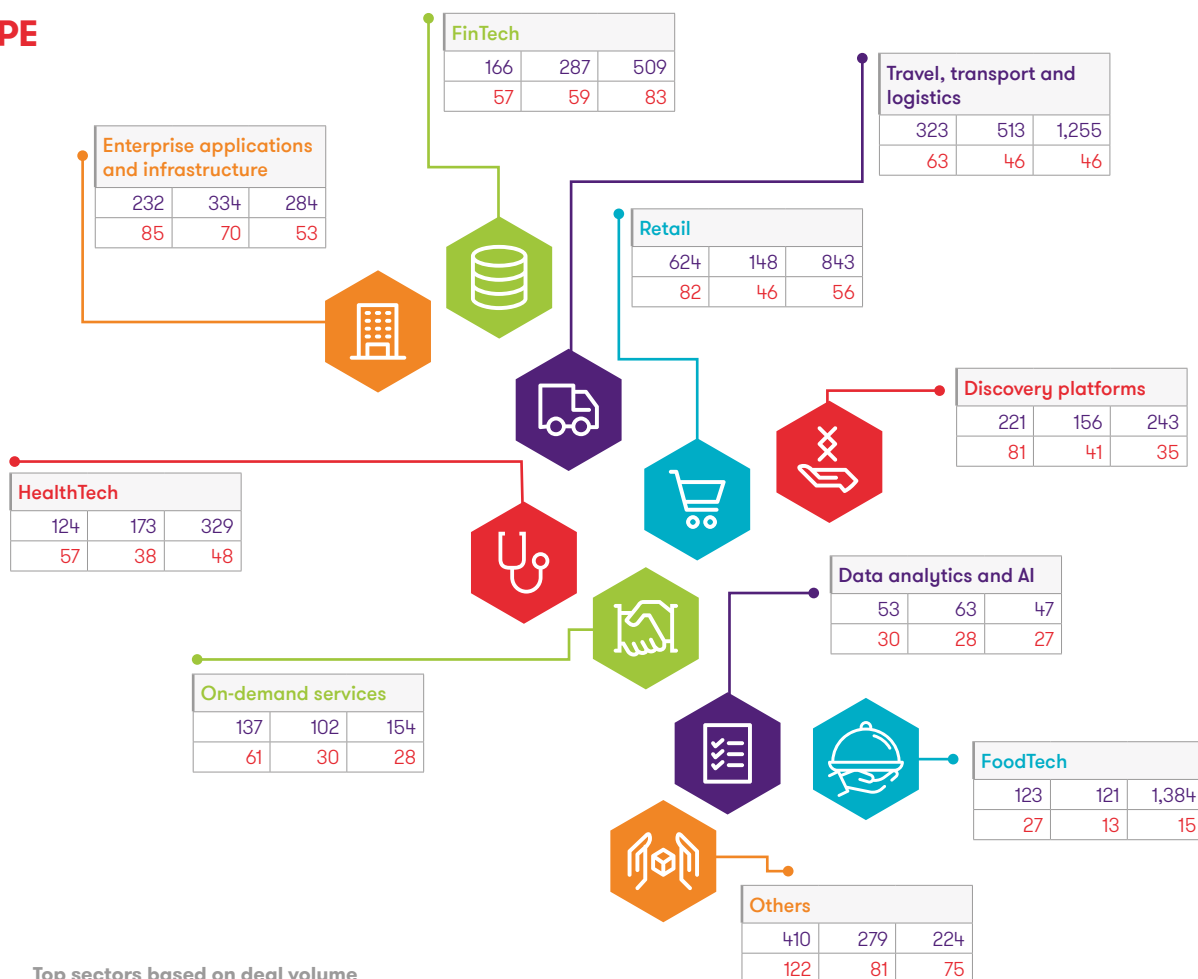 PE
FinTech
166 287 509
57 59 83
Travel, transport and
logistics
323 513 1,255
63 46 46
Enterprise applications
and infrastructure
232 334 284
85 70 53
Retail
624 148 843
82 46 56
Discovery platforms
221 156 243
81 41 35
HealthTech
124 173 329
57 38 48
Data analytics and AI
53 63 47
30 28 27
On-demand services
137 102 154
61 30 28
FoodTech
123 121 1,384
27 13 15
Others
410 279 224
122 81 75
Top sectors based on deal volume